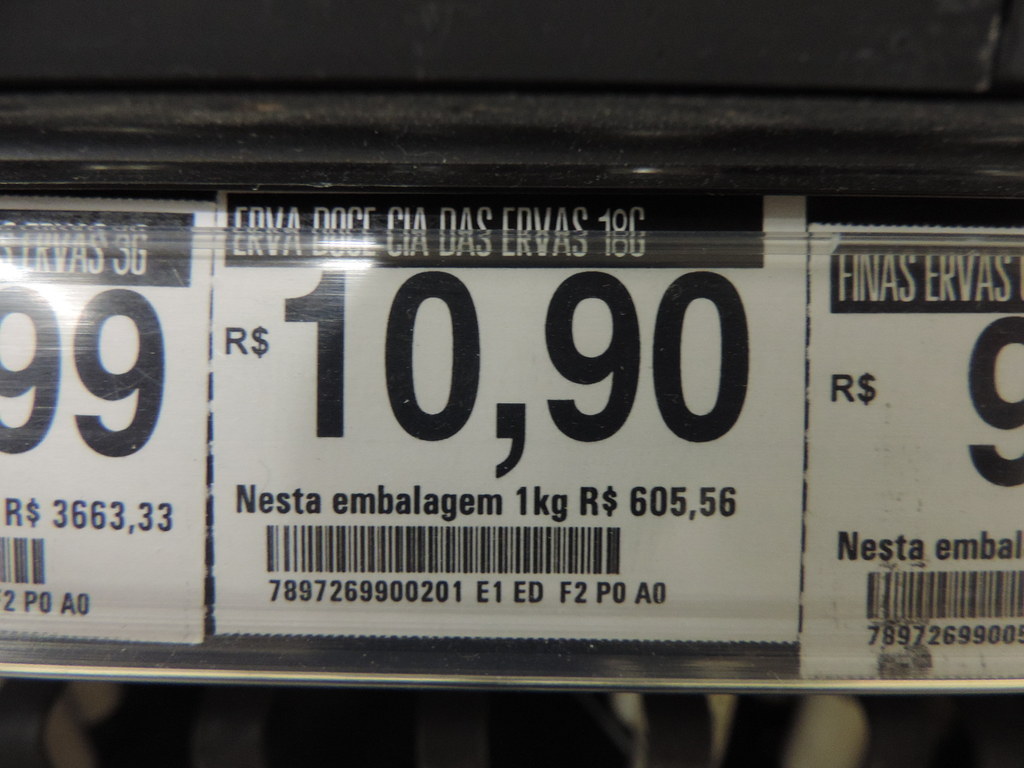 S ERVAS 3G
99
R$ 3663,33
F2 P0 A0
ERVA DOCE CIA DAS ERVAS 18G
R$ 10,90
Nesta embalagem 1kg R$ 605,56
7897269900201 E1 ED F2 P0 A0
FINAS ERVAS
R$ 9
Nesta embal
78972699005